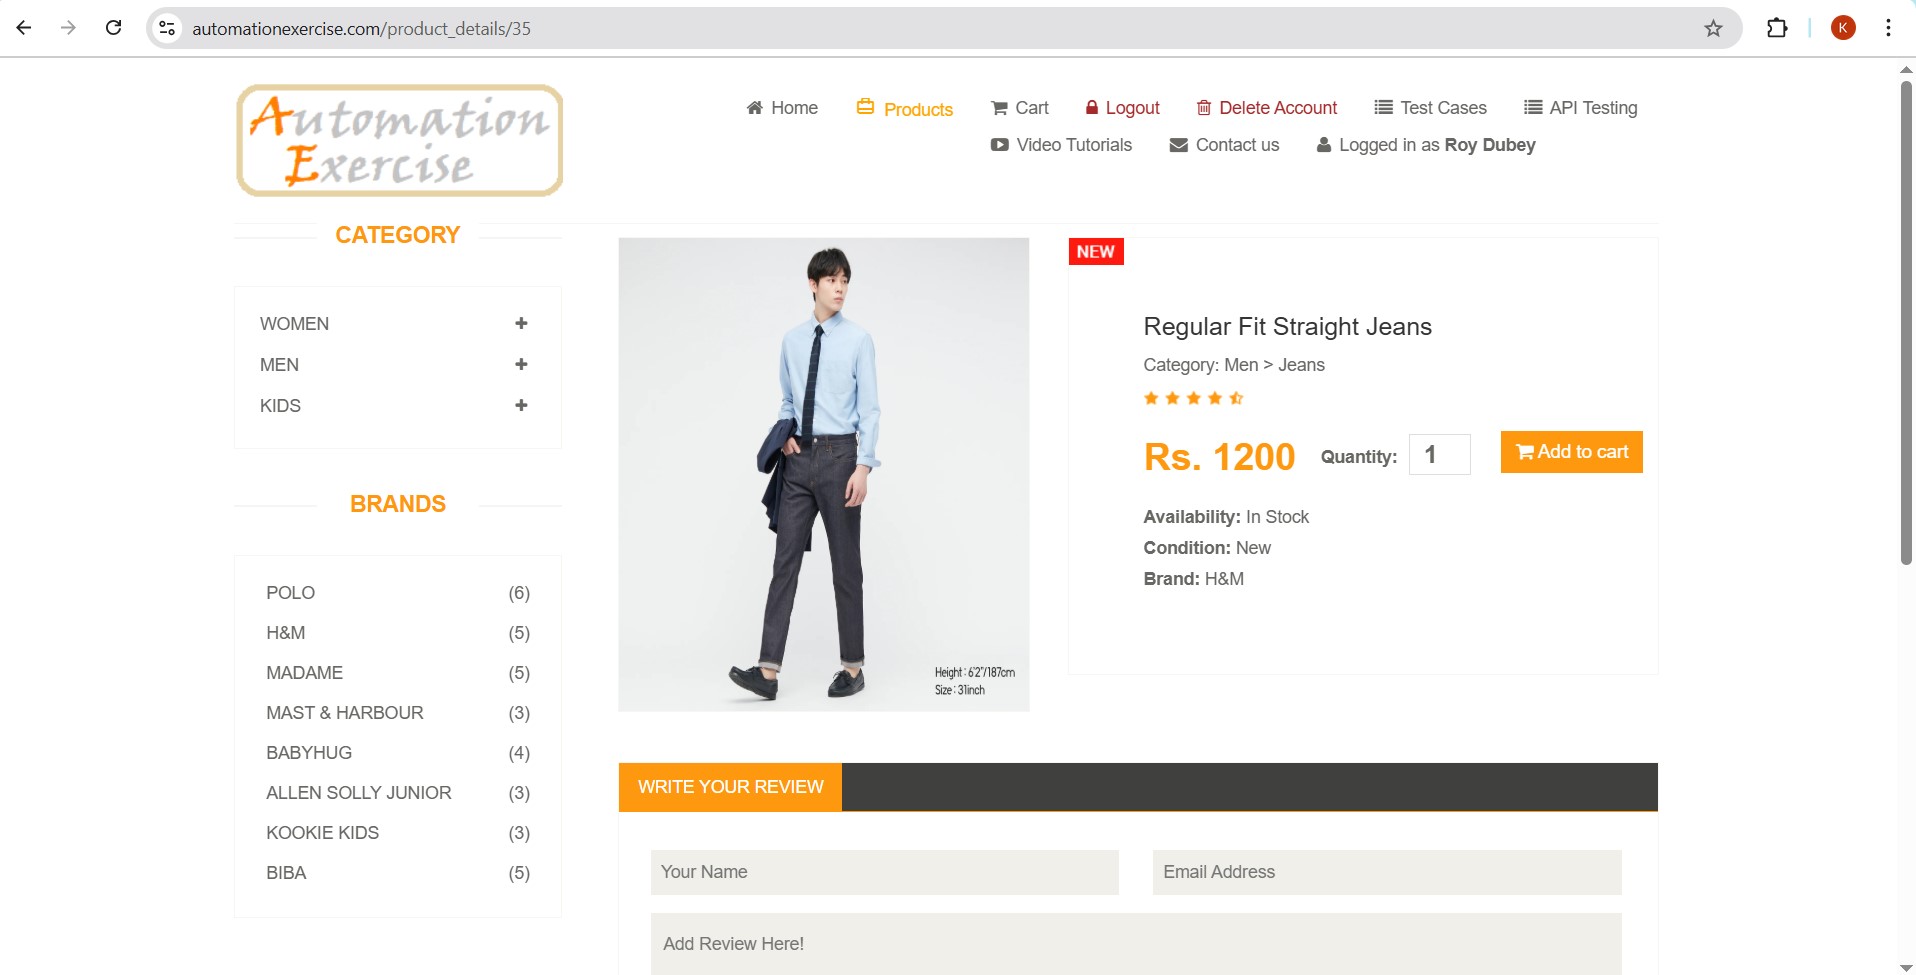 automationexercise.com/product_details/35
K
Automation
Exercise
Home
Products
Cart
Logout
Delete Account
Test Cases
API Testing
Video Tutorials
Contact us
Logged in as Roy Dubey
CATEGORY
WOMEN
MEN
KIDS
BRANDS
POLO (6)
H&M (5)
MADAME (5)
MAST & HARBOUR (3)
BABYHUG (4)
ALLEN SOLLY JUNIOR (3)
KOOKIE KIDS (3)
BIBA (5)
Height : 6'2"/187cm
Size : 31inch
NEW
Regular Fit Straight Jeans
Category: Men > Jeans
Rs. 1200
Quantity: 1
Add to cart
Availability: In Stock
Condition: New
Brand: H&M
WRITE YOUR REVIEW
Your Name
Email Address
Add Review Here!